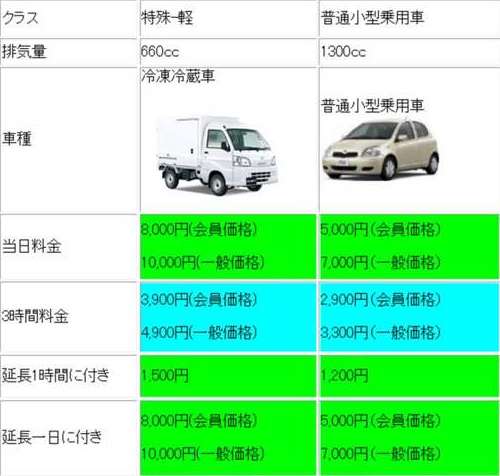 クラス 特殊-軽 普通小型乗用車
排気量 660cc 1300cc
車種
冷凍冷蔵車
普通小型乗用車
当日料金
8,000円(会員価格) 5,000円(会員価格)
10,000円(一般価格) 7,000円(一般価格)
3時間料金
3,900円(会員価格) 2,900円(会員価格)
4,900円(一般価格) 3,300円(一般価格)
延長1時間に付き 1,500円 1,200円
延長一日に付き
8,000円(会員価格) 5,000円(会員価格)
10,000円(一般価格) 7,000円(一般価格)